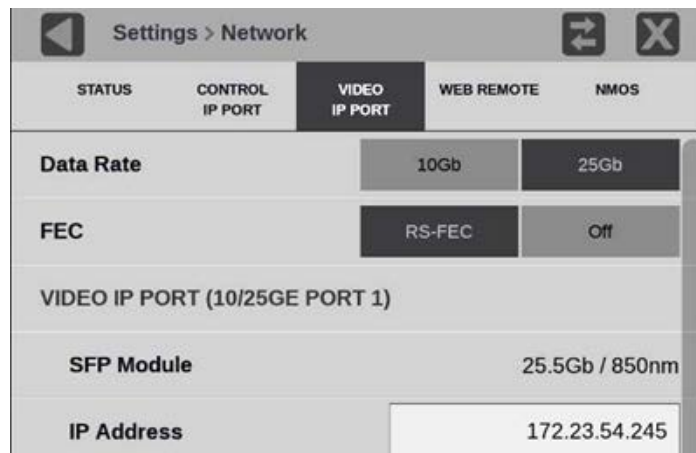 Settings > Network
STATUS
CONTROL
IP PORT
VIDEO
IP PORT
WEB REMOTE
NMOS
Data Rate
10Gb
25Gb
FEC
RS-FEC
Off
VIDEO IP PORT (10/25GE PORT 1)
SFP Module
25.5Gb / 850nm
IP Address
172.23.54.245